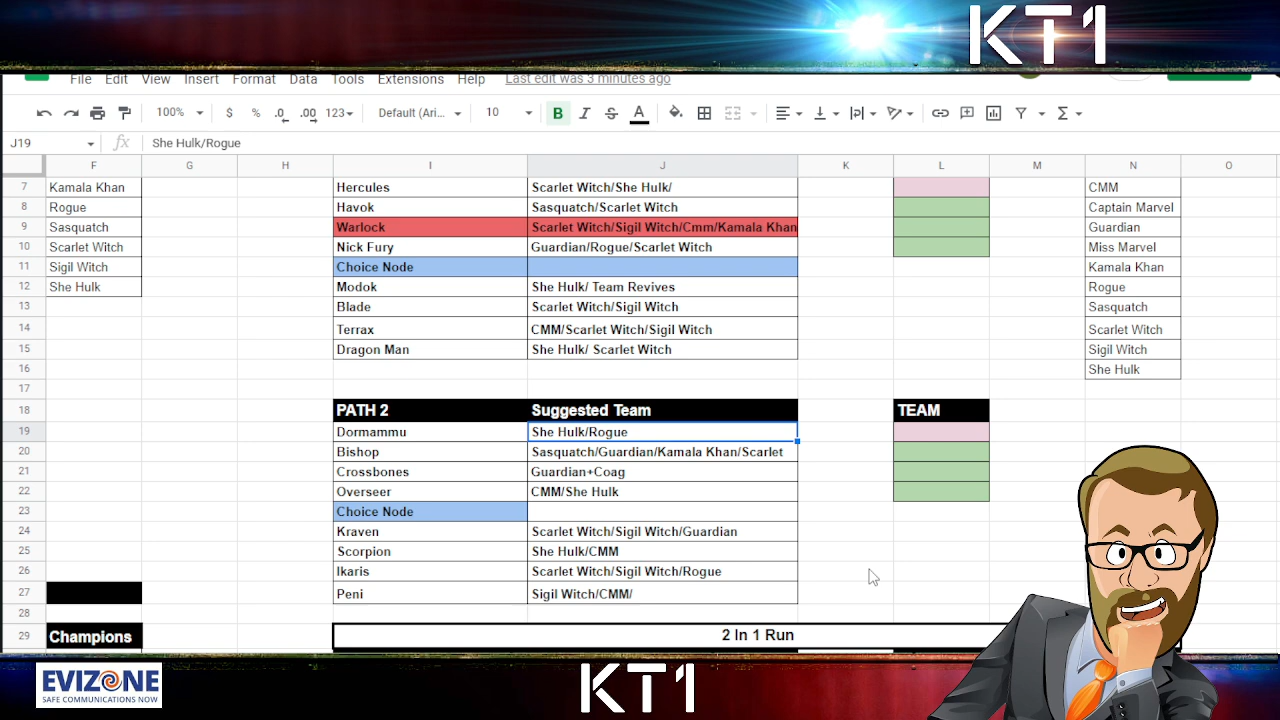 KT1
File Edit View Insert Format Data Tools Extensions Help Last edit was 3 minutes ago
100% $ % .0 .00 123 Default (Ari... 10 B I S A
J19 fx She Hulk/Rogue
F G H I J K L M N O
7 Kamala Khan Hercules Scarlet Witch/She Hulk/ CMM
8 Rogue Havok Sasquatch/Scarlet Witch Captain Marvel
9 Sasquatch Warlock Scarlet Witch/Sigil Witch/Cmm/Kamala Khan Guardian
10 Scarlet Witch Nick Fury Guardian/Rogue/Scarlet Witch Miss Marvel
11 Sigil Witch Choice Node Kamala Khan
12 She Hulk Modok She Hulk/ Team Revives Rogue
13 Blade Scarlet Witch/Sigil Witch Sasquatch
14 Terrax CMM/Scarlet Witch/Sigil Witch Scarlet Witch
15 Dragon Man She Hulk/ Scarlet Witch Sigil Witch
16 She Hulk
17
18 PATH 2 Suggested Team TEAM
19 Dormammu She Hulk/Rogue
20 Bishop Sasquatch/Guardian/Kamala Khan/Scarlet
21 Crossbones Guardian+Coag
22 Overseer CMM/She Hulk
23 Choice Node
24 Kraven Scarlet Witch/Sigil Witch/Guardian
25 Scorpion She Hulk/CMM
26 Ikaris Scarlet Witch/Sigil Witch/Rogue
27 Peni Sigil Witch/CMM/
28
29 Champions 2 In 1 Run
EVIZONE
SAFE COMMUNICATIONS NOW
KT1